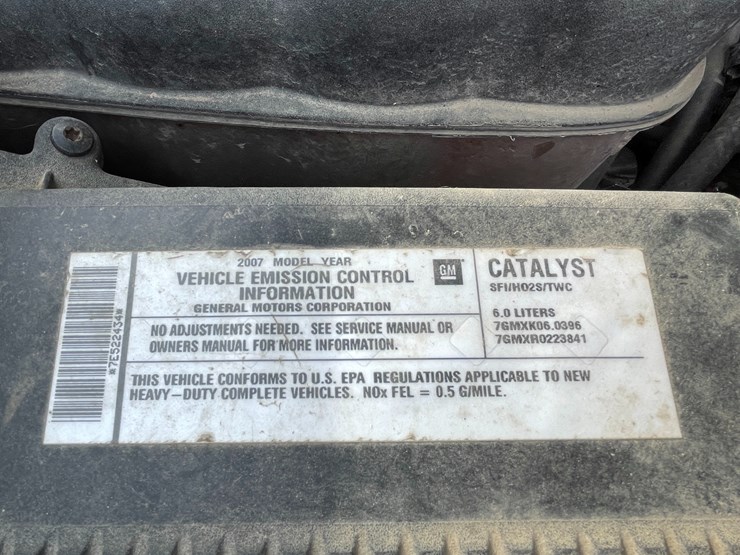 2007 MODEL YEAR
VEHICLE EMISSION CONTROL
INFORMATION
GENERAL MOTORS CORPORATION
GM
NO ADJUSTMENTS NEEDED. SEE SERVICE MANUAL OR
OWNERS MANUAL FOR MORE INFORMATION.
CATALYST
SFI/HO2S/TWC
6.0 LITERS
7GMXK06.0396
7GMXR0223841
THIS VEHICLE CONFORMS TO U.S. EPA REGULATIONS APPLICABLE TO NEW
HEAVY-DUTY COMPLETE VEHICLES. NOx FEL = 0.5 G/MILE.
*7E522434W